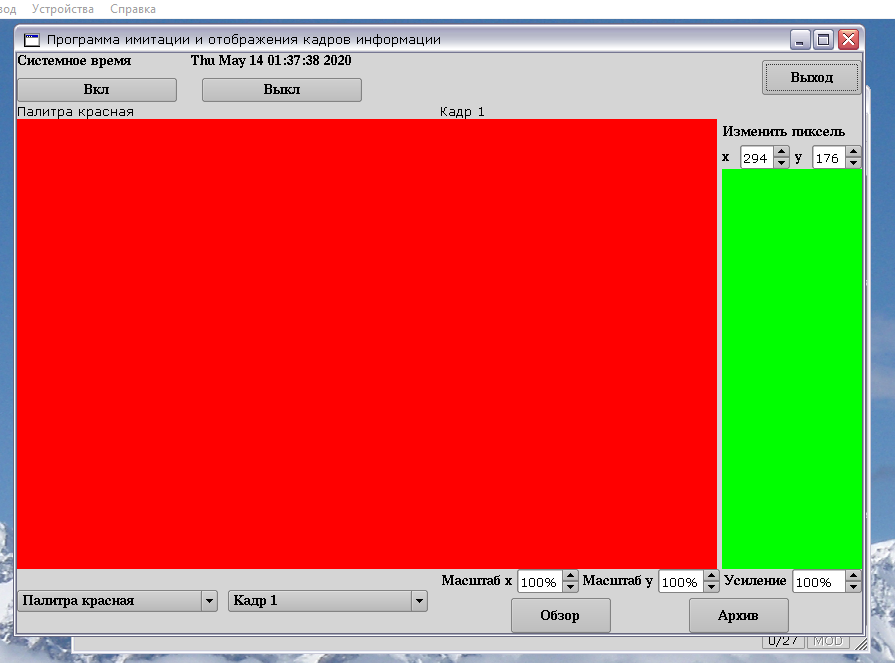 вод Устройства Справка
Программа имитации и отображения кадров информации
Системное время Thu May 14 01:37:38 2020
Вкл Выкл Выход
Палитра красная Кадр 1
Изменить пиксель
x 294 y 176
Масштаб x 100% Масштаб y 100% Усиление 100%
Палитра красная Кадр 1
Обзор Архив
0/27 MOD